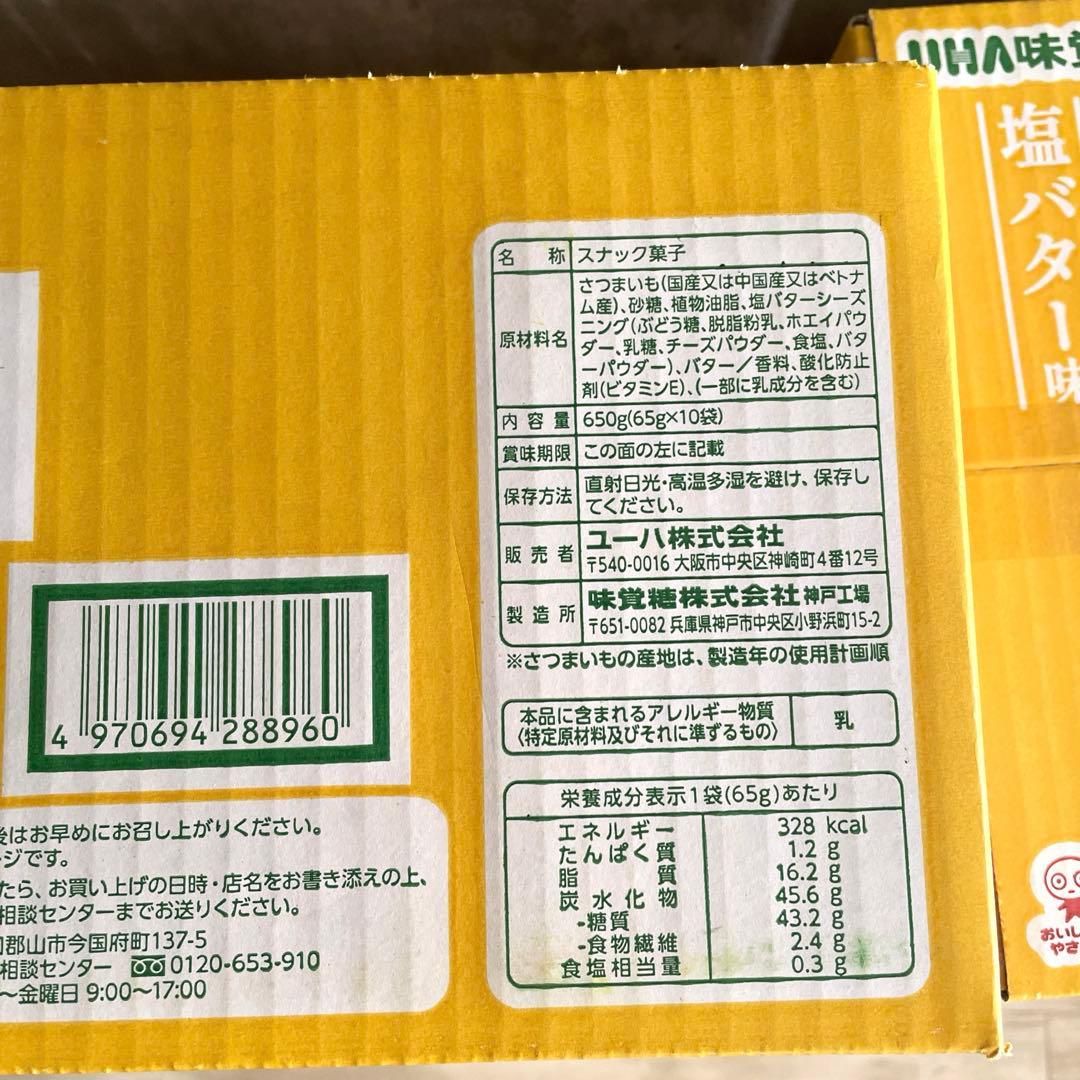 UHA味
塩バター味
名称 スナック菓子
原材料名
さつまいも(国産又は中国産又はベトナ
ム産)、砂糖、植物油脂、塩バターシーズ
ニング(ぶどう糖、脱脂粉乳、ホエイパウ
ダー、乳糖、チーズパウダー、食塩、バタ
ーパウダー)、バター/香料、酸化防止
剤(ビタミンE)、(一部に乳成分を含む)
内容量 650g(65g×10袋)
賞味期限 この面の左に記載
保存方法
直射日光・高温多湿を避け、保存し
てください。
販売者
ユーハ株式会社
〒540-0016 大阪市中央区神崎町4番12号
製造所
味覚糖株式会社 神戸工場
〒651-0082 兵庫県神戸市中央区小野浜町15-2
※さつまいもの産地は、製造年の使用計画順
本品に含まれるアレルギー物質
〈特定原材料及びそれに準ずるもの〉
乳
栄養成分表示1袋(65g)あたり
エネルギー 328 kcal
たんぱく質 1.2 g
脂質 16.2 g
炭水化物 45.6 g
-糖質 43.2 g
-食物繊維 2.4 g
食塩相当量 0.3 g
4 970694 288960
後はお早めにお召し上がりください。
ージです。
たら、お買い上げの日時・店名をお書き添えの上、
相談センターまでお送りください。
郡山市今国府町137-5
相談センター 0120-653-910
～金曜日 9:00～17:00
おいし
やさ